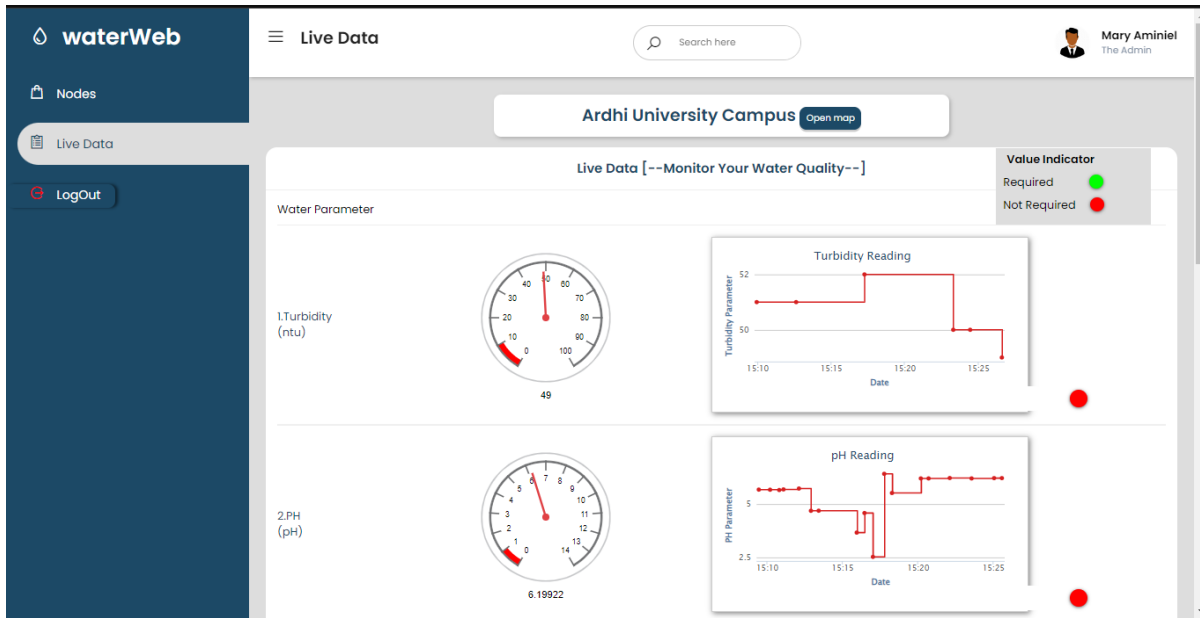 waterWeb
Live Data
Search here
Mary Aminiel
The Admin
Nodes
Live Data
LogOut
Ardhi University Campus Open map
Live Data [--Monitor Your Water Quality--]
Value Indicator
Required
Not Required
Water Parameter
1.Turbidity
(ntu)
0 10 20 30 40 50 60 70 80 90 100
49
Turbidity Reading
Turbidity Parameter
52
50
15:10 15:15 15:20 15:25
Date
2.PH
(pH)
0 1 2 3 4 5 6 7 8 9 10 11 12 13 14
6.19922
pH Reading
PH Parameter
5
2.5
15:10 15:15 15:20 15:25
Date